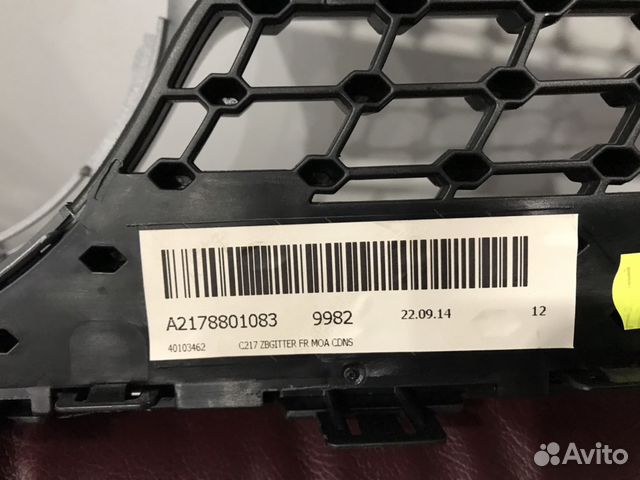 A2178801083 9982 22.09.14 12
40103462 C217 ZBGITTER FR MOA CDNS
Avito